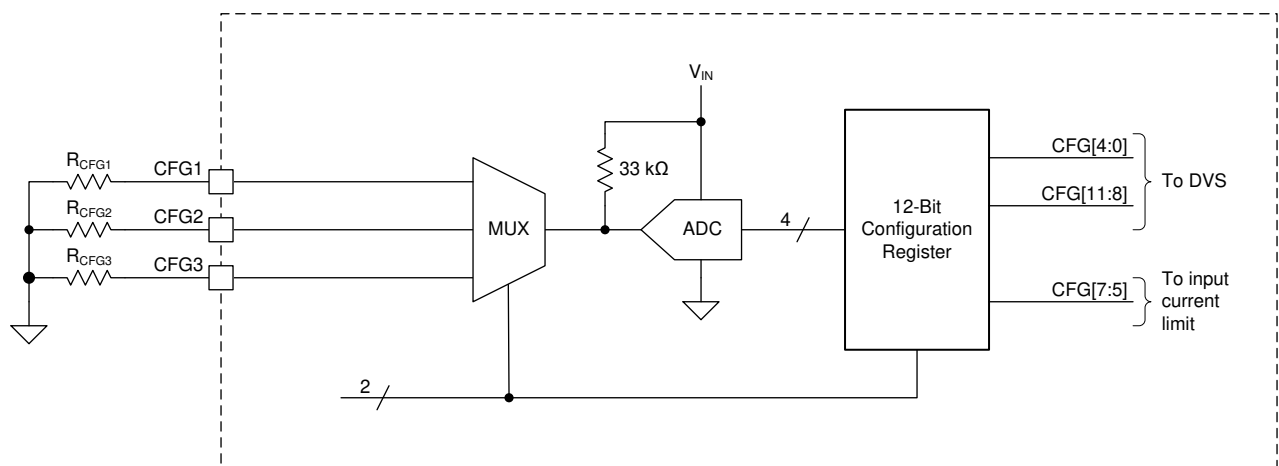 V_IN
33 kΩ
R_CFG1
CFG1
R_CFG2
CFG2
R_CFG3
CFG3
MUX
ADC
4
12-Bit
Configuration
Register
CFG[4:0]
CFG[11:8]
To DVS
CFG[7:5]
To input
current
limit
2